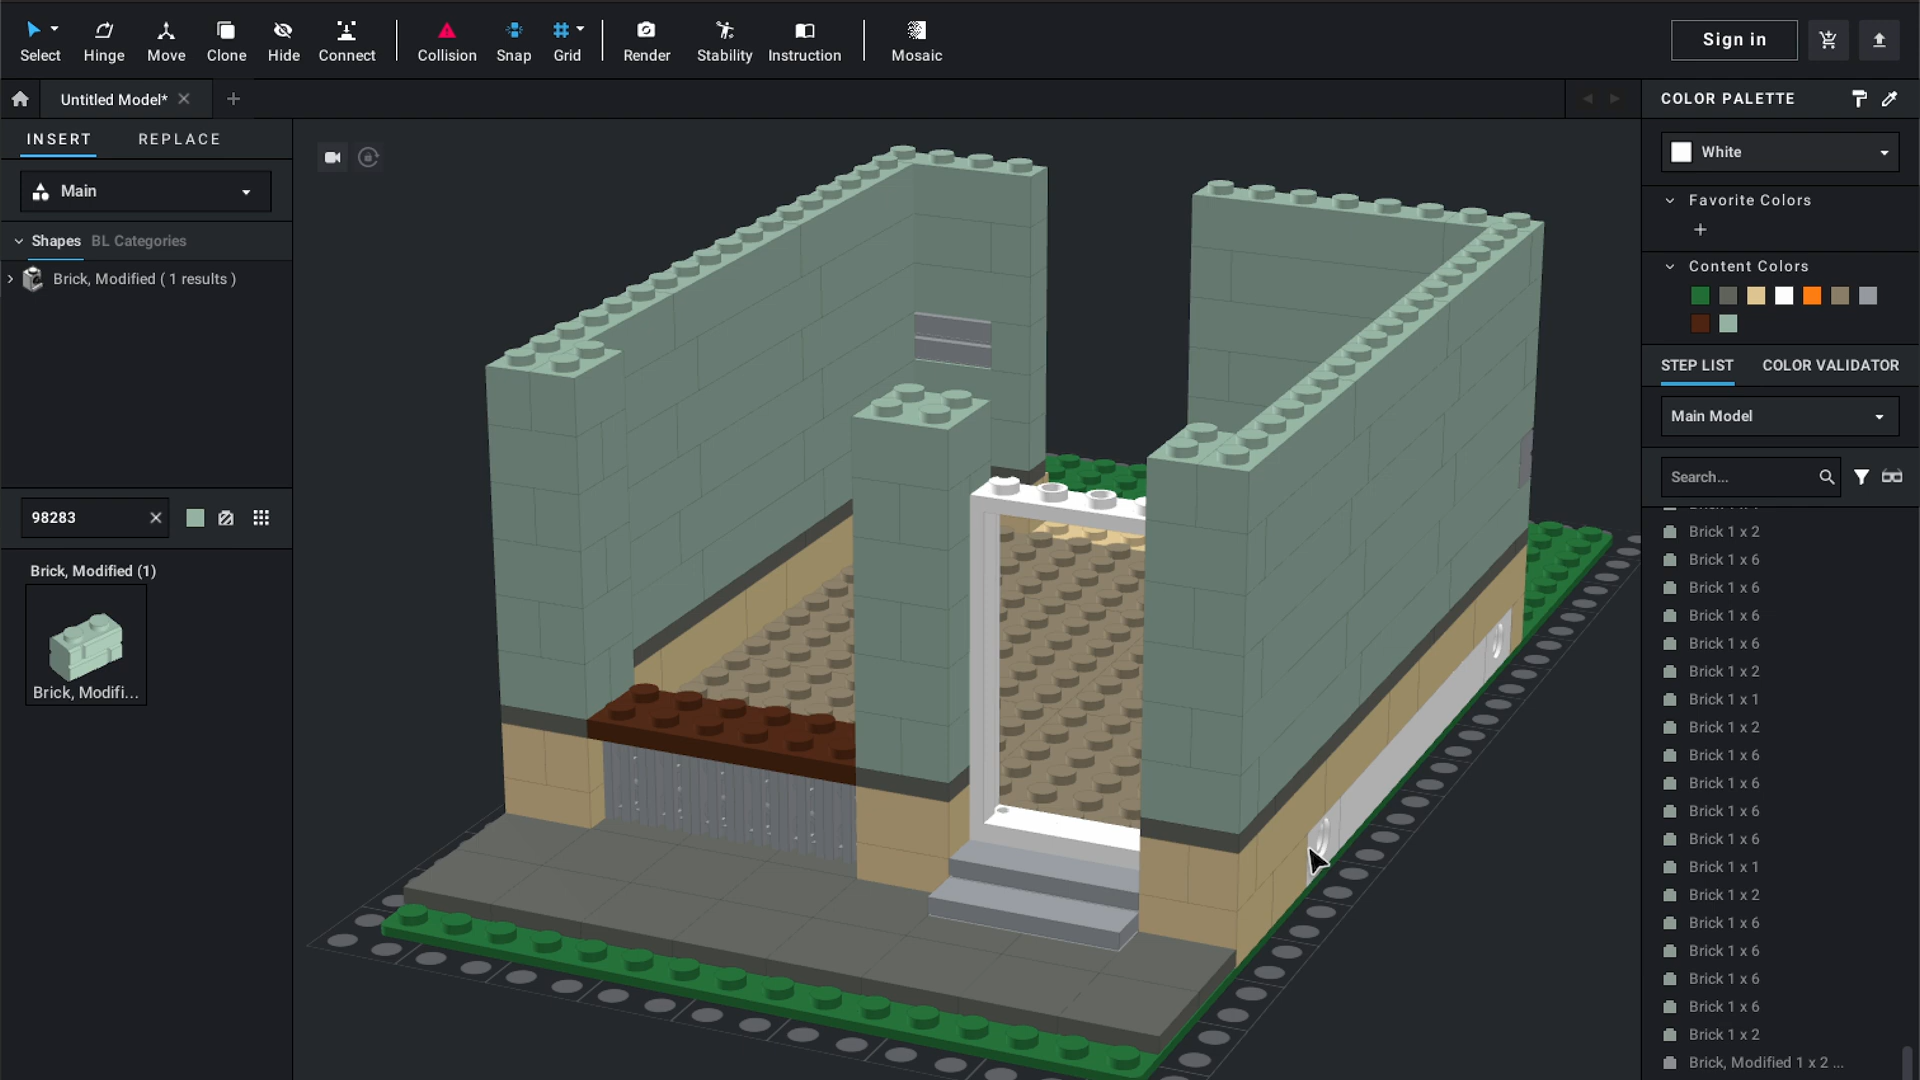 Select
Hinge
Move
Clone
Hide
Connect
Collision
Snap
Grid
Render
Stability
Instruction
Mosaic
Sign in
Untitled Model*
INSERT
REPLACE
Main
Shapes
BL Categories
Brick, Modified ( 1 results )
98283
Brick, Modified (1)
Brick, Modifi...
COLOR PALETTE
White
Favorite Colors
Content Colors
STEP LIST
COLOR VALIDATOR
Main Model
Search...
Brick 1 x 2
Brick 1 x 6
Brick 1 x 6
Brick 1 x 6
Brick 1 x 6
Brick 1 x 2
Brick 1 x 1
Brick 1 x 2
Brick 1 x 6
Brick 1 x 6
Brick 1 x 6
Brick 1 x 6
Brick 1 x 1
Brick 1 x 2
Brick 1 x 6
Brick 1 x 6
Brick 1 x 6
Brick 1 x 6
Brick 1 x 2
Brick, Modified 1 x 2 ...